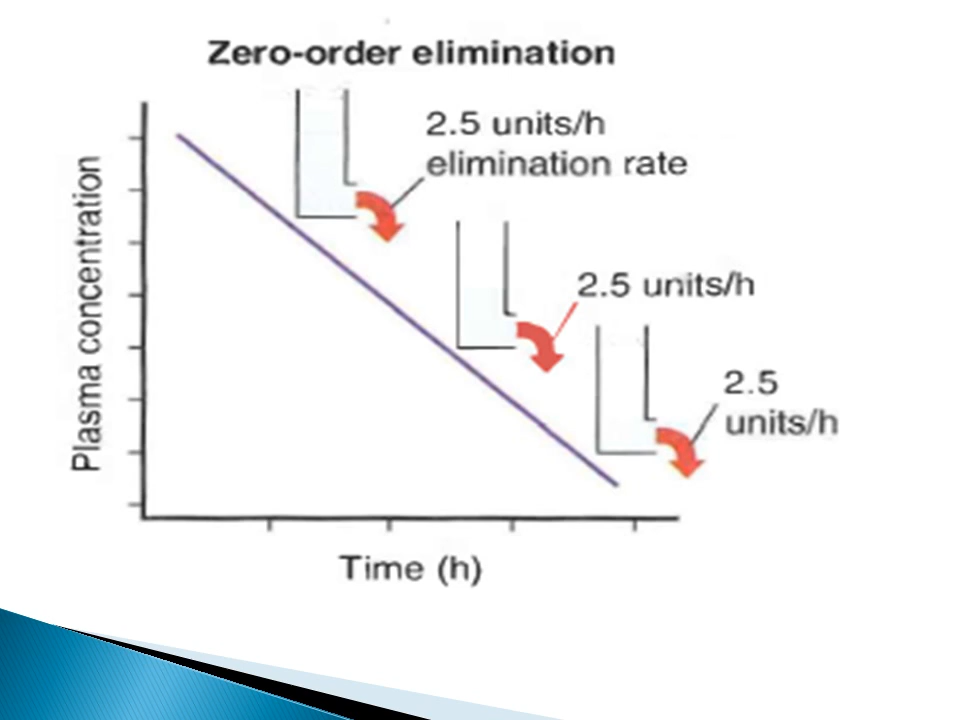 Zero-order elimination
2.5 units/h
elimination rate
2.5 units/h
2.5
units/h
Plasma concentration
Time (h)